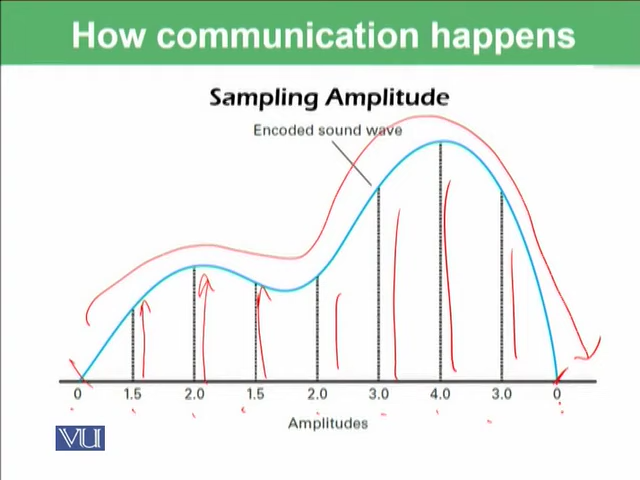 How communication happens
Sampling Amplitude
Encoded sound wave
0 1.5 2.0 1.5 2.0 3.0 4.0 3.0 0
Amplitudes
VU